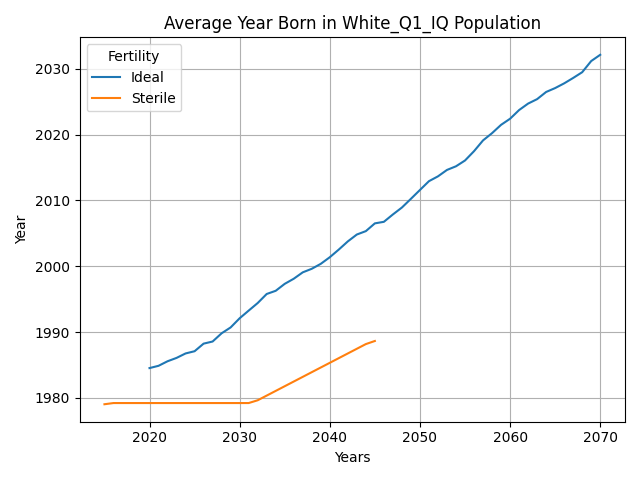 Average Year Born in White_Q1_IQ Population
Fertility
Ideal
Sterile
Year
2030
2020
2010
2000
1990
1980
2020
2030
2040
2050
2060
2070
Years